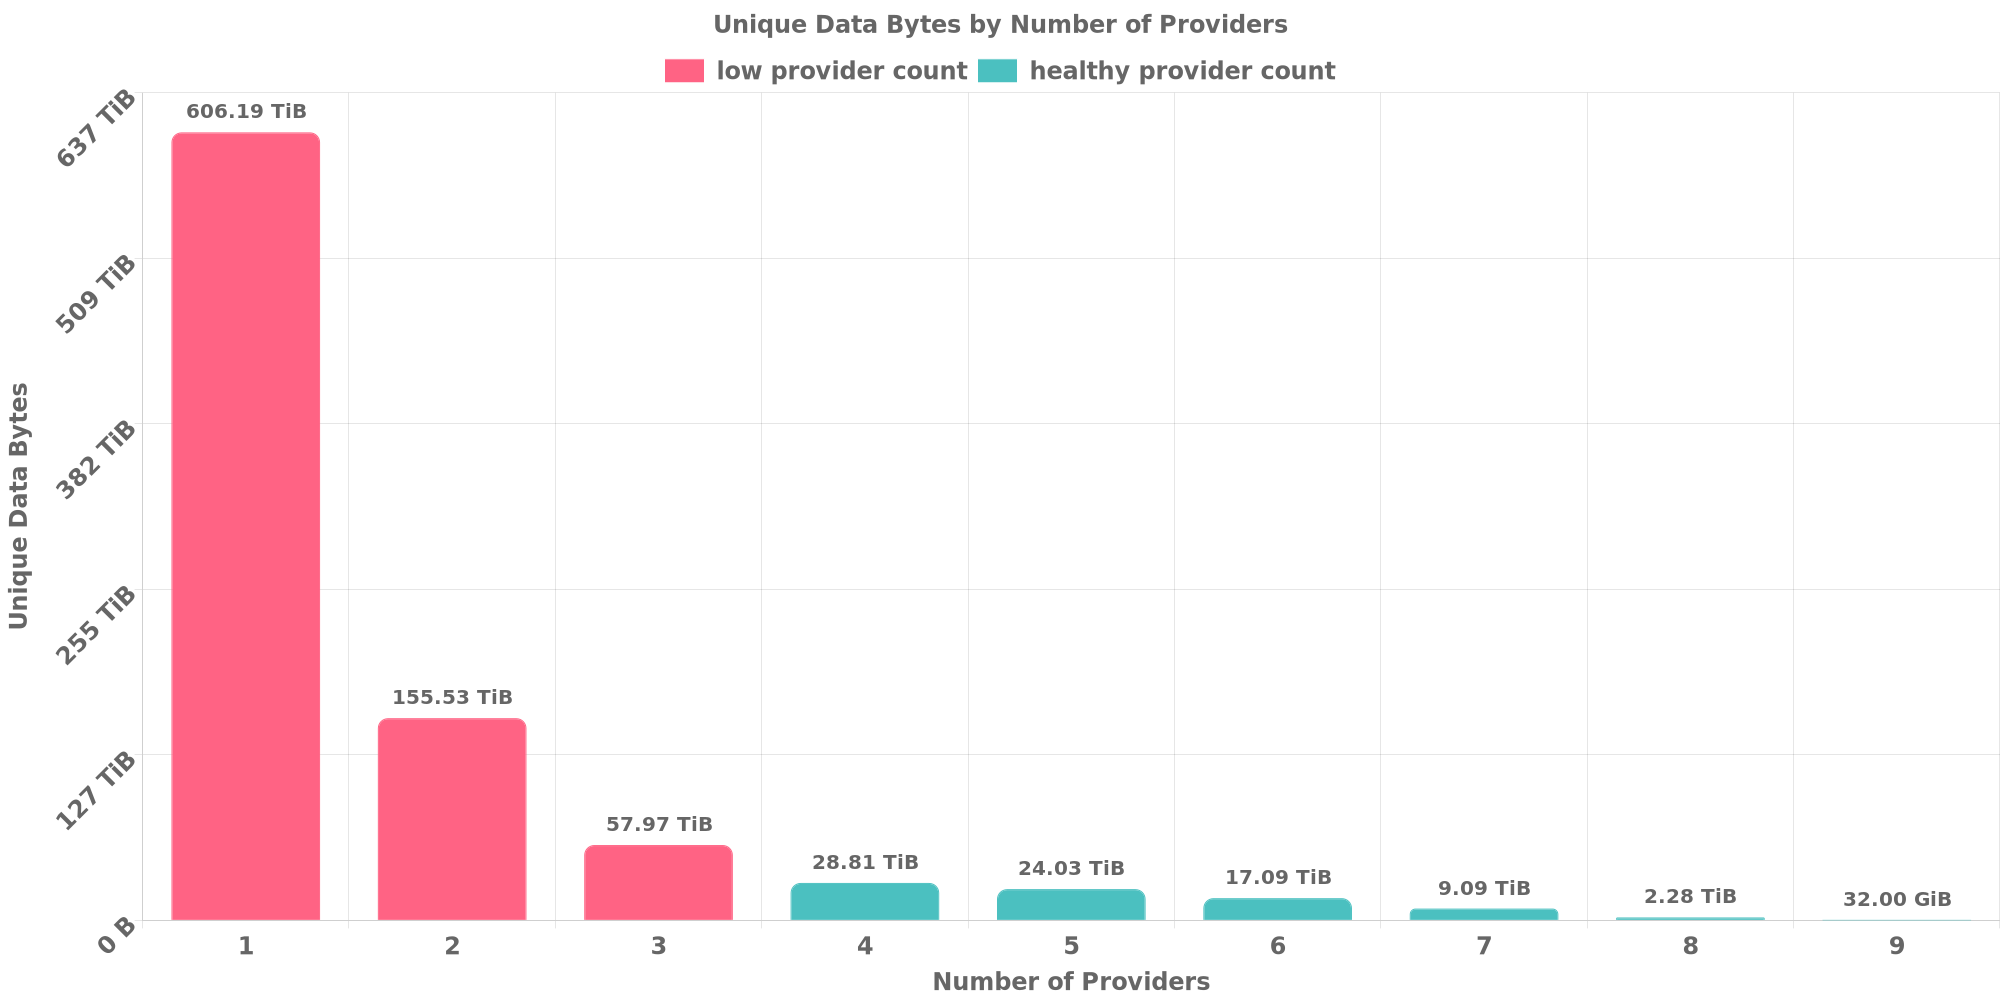 Unique Data Bytes by Number of Providers
low provider count healthy provider count
637 TiB
509 TiB
382 TiB
255 TiB
127 TiB
0 B
Unique Data Bytes
606.19 TiB
155.53 TiB
57.97 TiB
28.81 TiB
24.03 TiB
17.09 TiB
9.09 TiB
2.28 TiB
32.00 GiB
1 2 3 4 5 6 7 8 9
Number of Providers